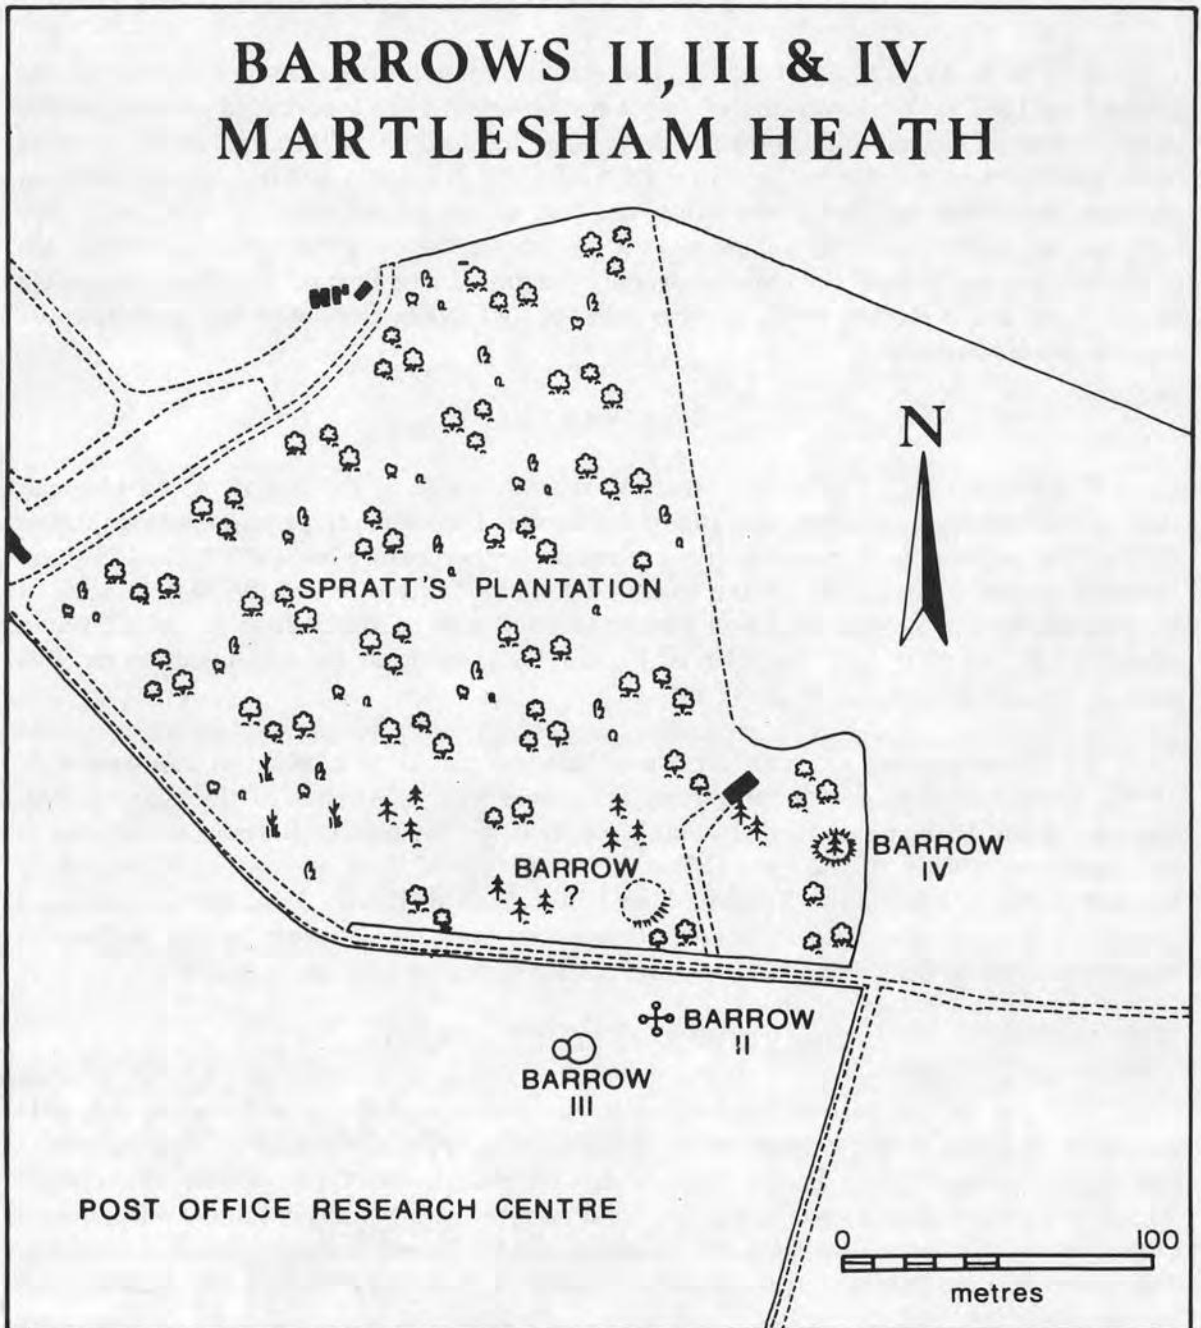 BARROWS II, III & IV
MARTLESHAM HEATH
N
SPRATT'S PLANTATION
BARROW
?
BARROW
IV
BARROW
II
BARROW
III
POST OFFICE RESEARCH CENTRE
0 100
metres